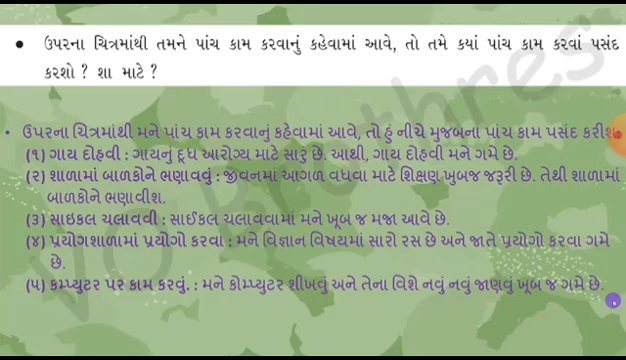 • ઉપરના ચિત્રમાંથી તમને પાંચ કામ કરવાનું કહેવામાં આવે, તો તમે કયાં પાંચ કામ કરવાં પસંદ
કરશો ? શા માટે ?
• ઉપરના ચિત્રમાંથી મને પાંચ કામ કરવાનું કહેવામાં આવે, તો હું નીચે મુજબના પાંચ કામ પસંદ કરીશ.
(૧) ગાય દોહવી : ગાયનું દૂધ આરોગ્ય માટે સારું છે. આથી, ગાય દોહવી મને ગમે છે.
(૨) શાળામાં બાળકોને ભણાવવું : જીવનમાં આગળ વધવા માટે શિક્ષણ ખુબજ જરૂરી છે. તેથી શાળામાં
બાળકોને ભણાવીશ.
(૩) સાઇકલ ચલાવવી : સાઈકલ ચલાવવામાં મને ખૂબ જ મજા આવે છે.
(૪) પ્રયોગશાળામાં પ્રયોગો કરવા : મને વિજ્ઞાન વિષયમાં સારો રસ છે અને જાતે પ્રયોગો કરવા ગમે
છે.
(૫) કમ્પ્યુટર પર કામ કરવું. : મને કોમ્પ્યુટર શીખવું અને તેના વિશે નવું નવું જાણવું ખૂબ જ ગમે છે.
VO Brothres